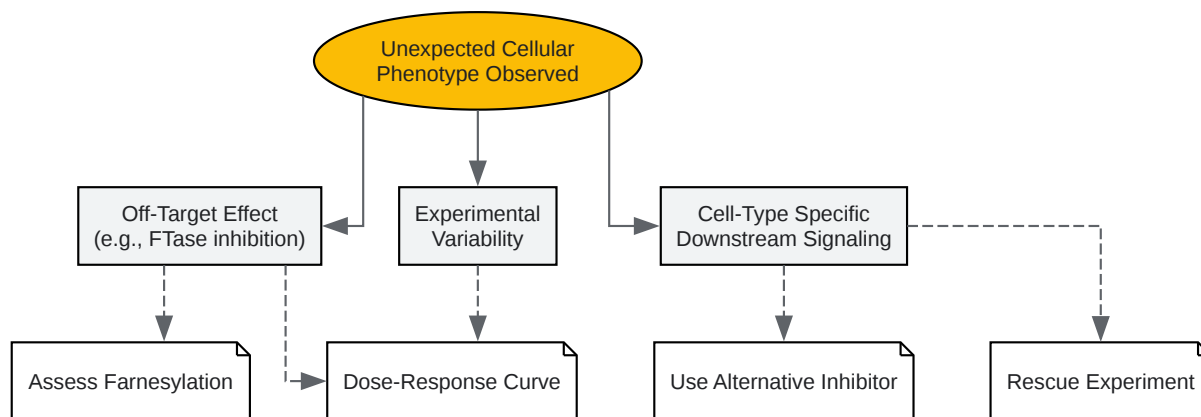 Unexpected Cellular
Phenotype Observed
Off-Target Effect
(e.g., FTase inhibition)
Experimental
Variability
Cell-Type Specific
Downstream Signaling
Assess Farnesylation
Dose-Response Curve
Use Alternative Inhibitor
Rescue Experiment